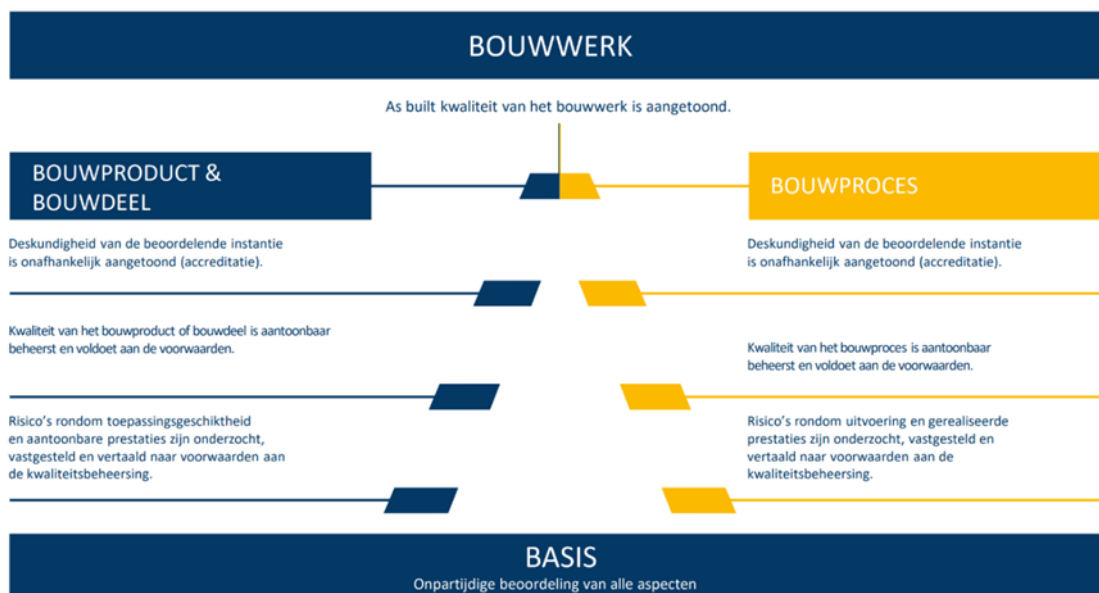 BOUWWERK
As built kwaliteit van het bouwwerk is aangetoond.
BOUWPRODUCT &
BOUWDEEL
Deskundigheid van de beoordelende instantie
is onafhankelijk aangetoond (accreditatie).
Kwaliteit van het bouwproduct of bouwdeel is aantoonbaar
beheerst en voldoet aan de voorwaarden.
Risico's rondom toepassingsgeschiktheid
en aantoonbare prestaties zijn onderzocht,
vastgesteld en vertaald naar voorwaarden aan
de kwaliteitsbeheersing.
BOUWPROCES
Deskundigheid van de beoordelende instantie
is onafhankelijk aangetoond (accreditatie).
Kwaliteit van het bouwproces is aantoonbaar
beheerst en voldoet aan de voorwaarden.
Risico's rondom uitvoering en gerealiseerde
prestaties zijn onderzocht, vastgesteld en
vertaald naar voorwaarden aan de
kwaliteitsbeheersing.
BASIS
Onpartijdige beoordeling van alle aspecten